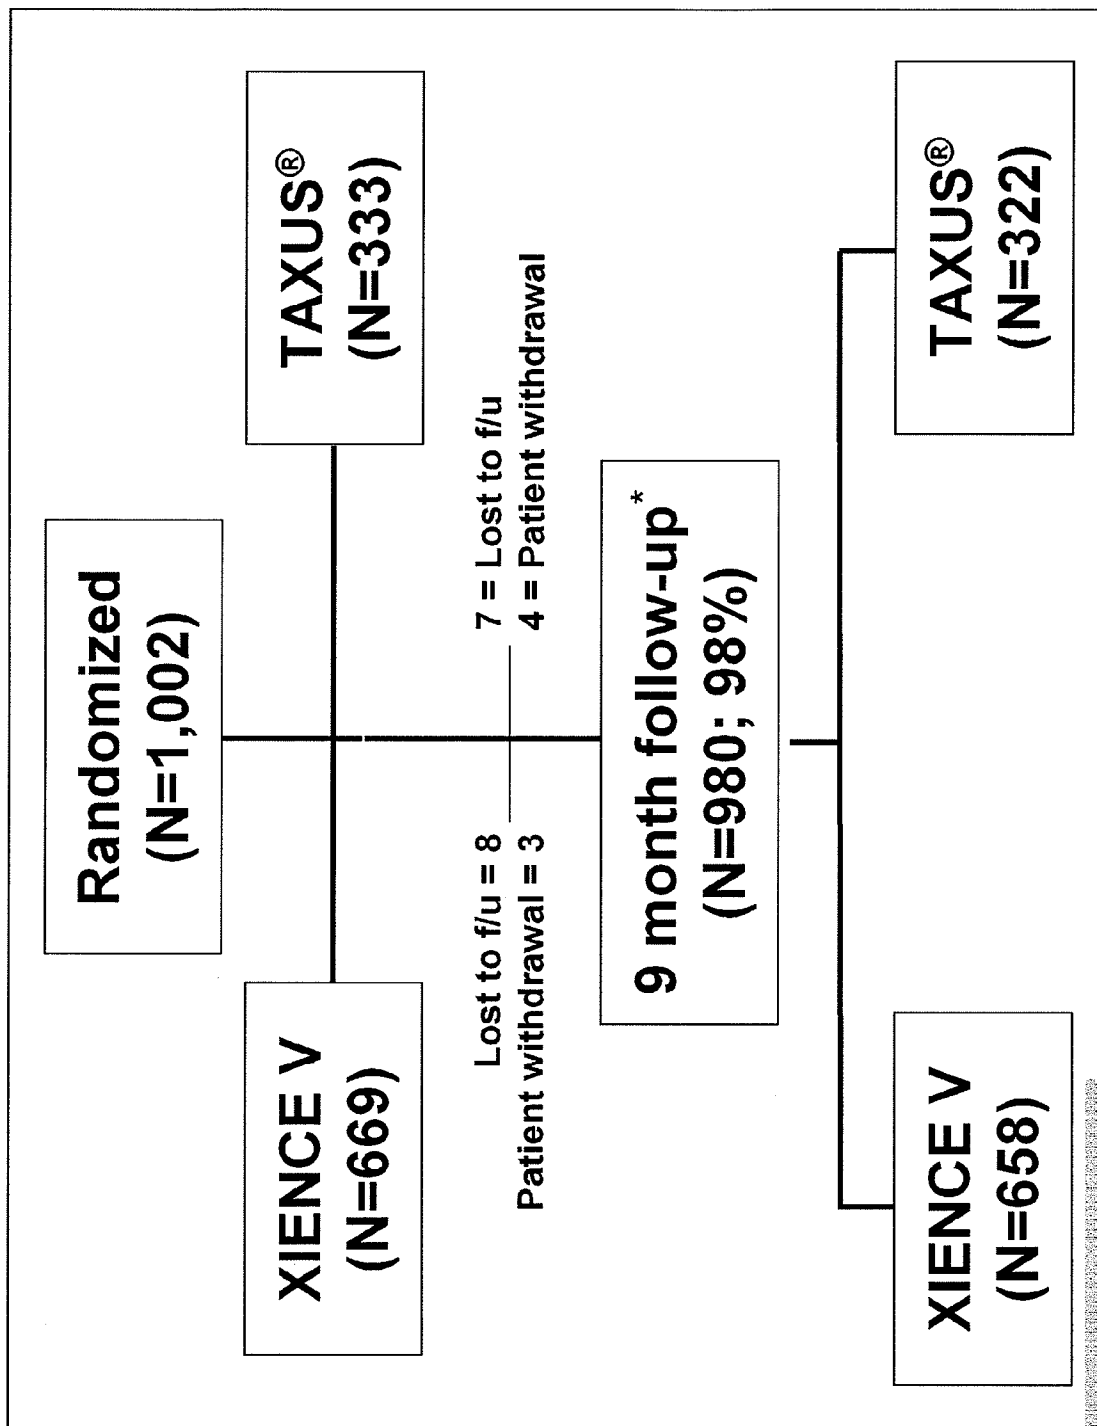 Randomized
(N=1,002)
XIENCE V
(N=669)
TAXUS®
(N=333)
Lost to f/u = 8
Patient withdrawal = 3
7 = Lost to f/u
4 = Patient withdrawal
9 month follow-up*
(N=980; 98%)
XIENCE V
(N=658)
TAXUS®
(N=322)